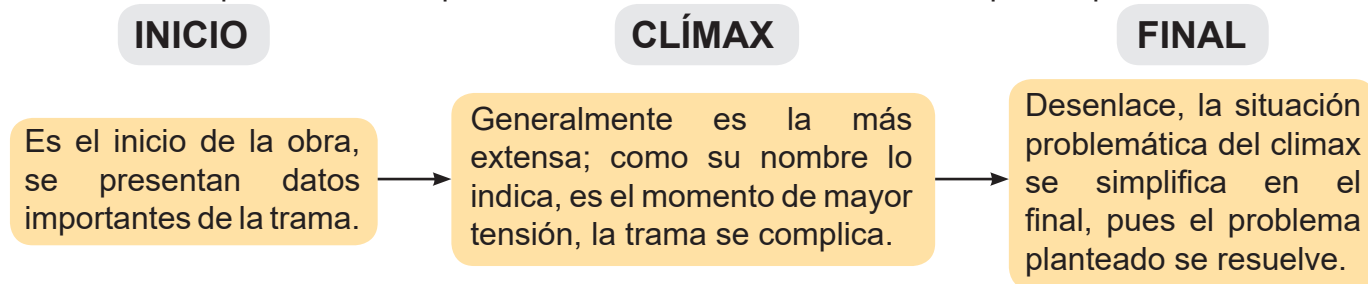 INICIO
CLÍMAX
FINAL
Es el inicio de la obra,
se presentan datos
importantes de la trama.
Generalmente es la más
extensa; como su nombre lo
indica, es el momento de mayor
tensión, la trama se complica.
Desenlace, la situación
problemática del climax
se simplifica en el
final, pues el problema
planteado se resuelve.